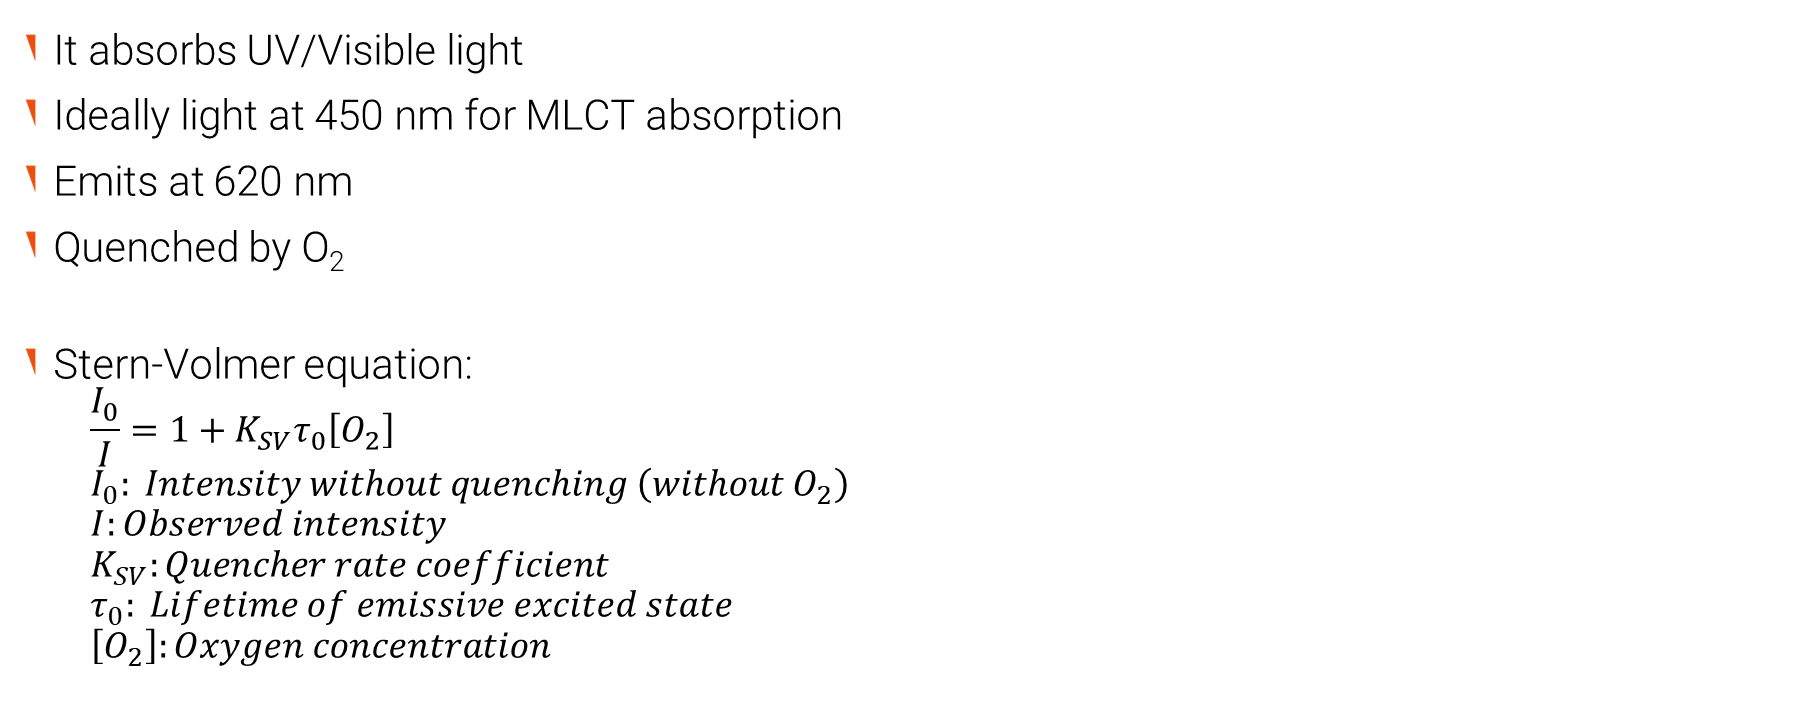 It absorbs UV/Visible light
Ideally light at 450 nm for MLCT absorption
Emits at 620 nm
Quenched by O₂
Stern-Volmer equation:
I₀/I = 1 + K_SV τ₀[O₂]
I₀: Intensity without quenching (without O₂)
I: Observed intensity
K_SV: Quencher rate coefficient
τ₀: Lifetime of emissive excited state
[O₂]: Oxygen concentration